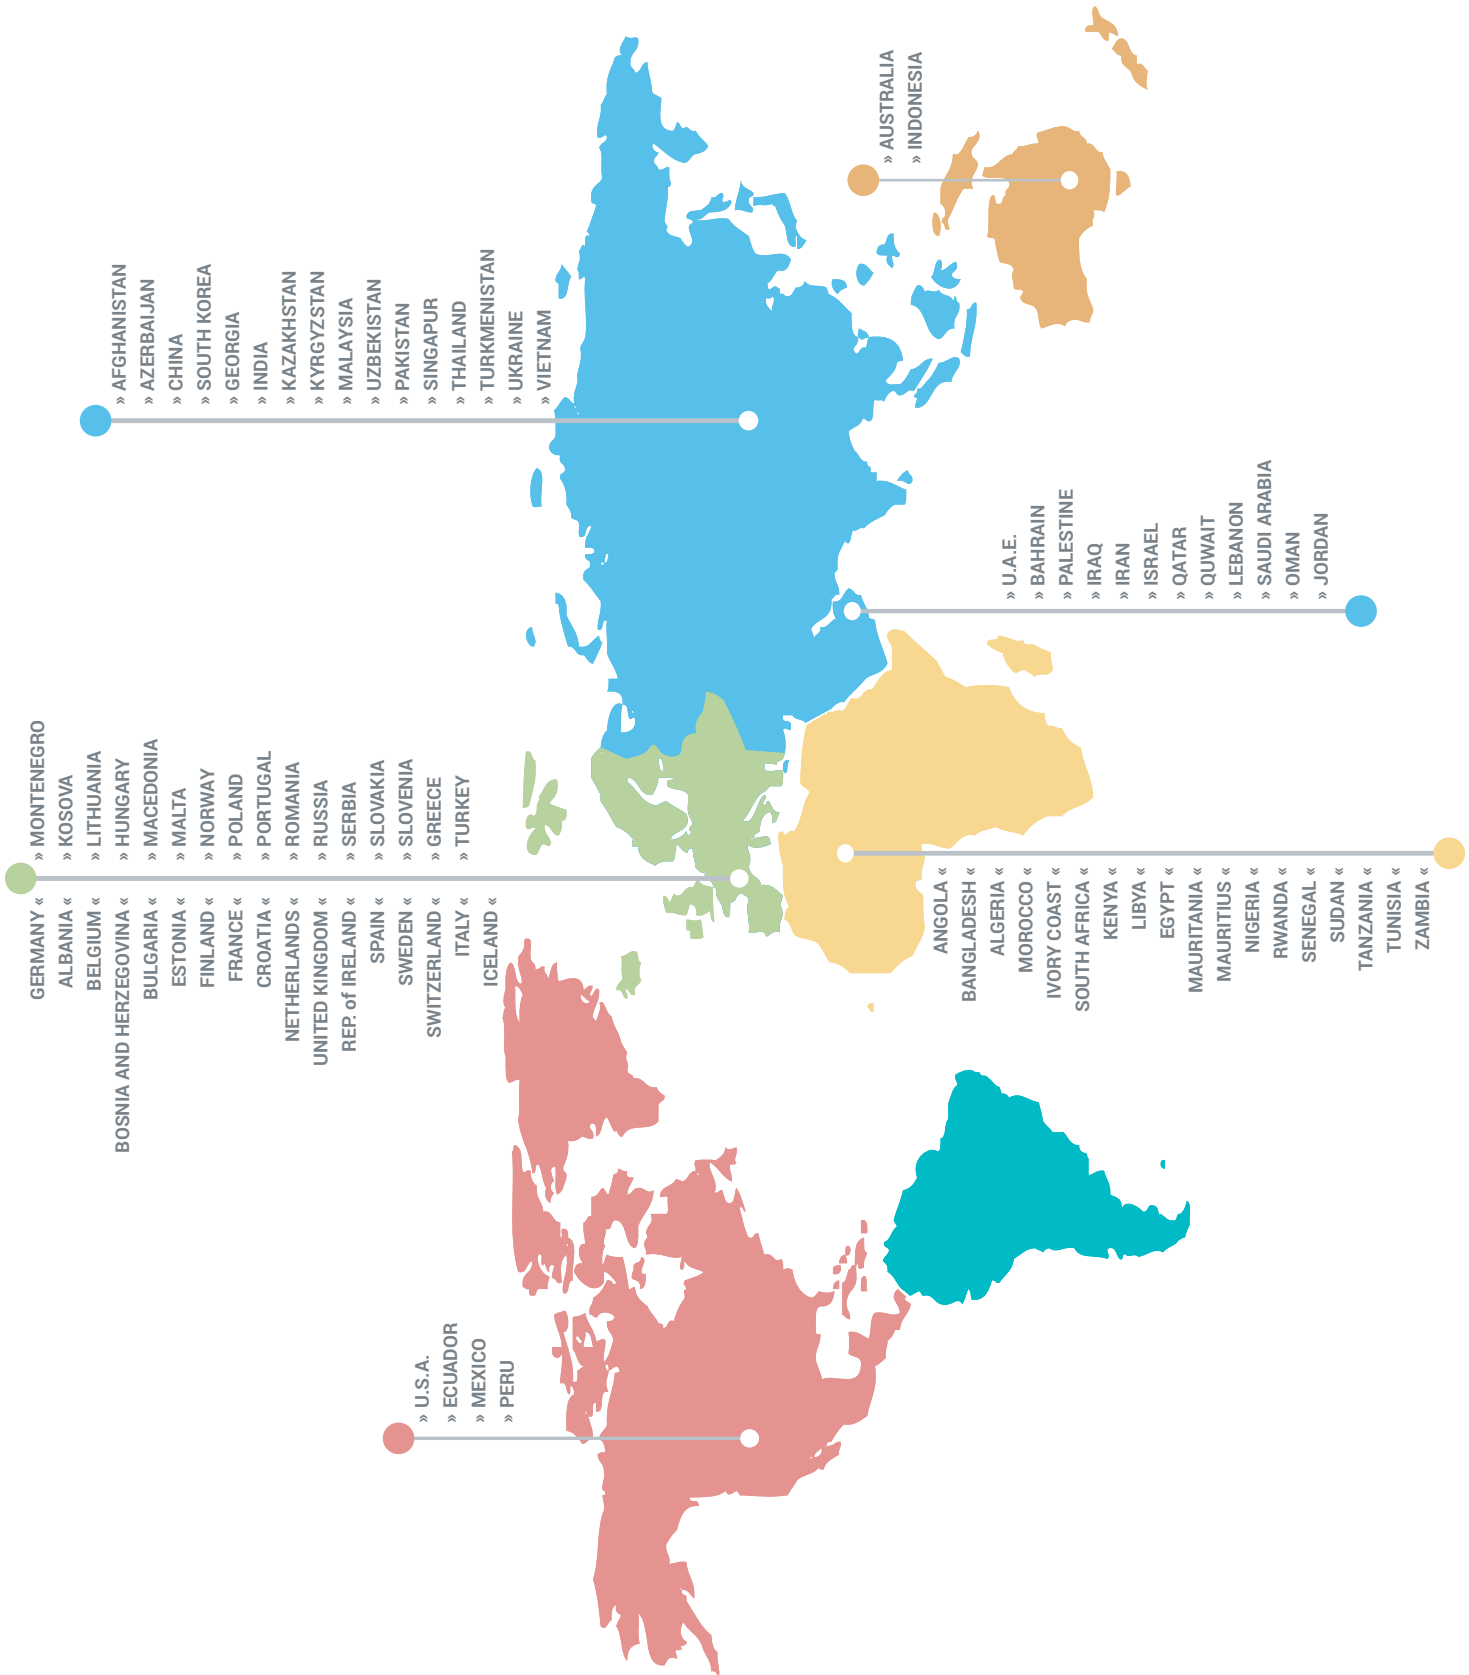 » U.S.A.
» ECUADOR
» MEXICO
» PERU
GERMANY «
ALBANIA «
BELGIUM «
BOSNIA AND HERZEGOVINA «
BULGARIA «
ESTONIA «
FINLAND «
FRANCE «
CROATIA «
NETHERLANDS «
UNITED KINGDOM «
REP. of IRELAND «
SPAIN «
SWEDEN «
SWITZERLAND «
ITALY «
ICELAND «
» MONTENEGRO
» KOSOVA
» LITHUANIA
» HUNGARY
» MACEDONIA
» MALTA
» NORWAY
» POLAND
» PORTUGAL
» ROMANIA
» RUSSIA
» SERBIA
» SLOVAKIA
» SLOVENIA
» GREECE
» TURKEY
» AFGHANISTAN
» AZERBAIJAN
» CHINA
» SOUTH KOREA
» GEORGIA
» INDIA
» KAZAKHSTAN
» KYRGYZSTAN
» MALAYSIA
» UZBEKISTAN
» PAKISTAN
» SINGAPUR
» THAILAND
» TURKMENISTAN
» UKRAINE
» VIETNAM
» AUSTRALIA
» INDONESIA
ANGOLA «
BANGLADESH «
ALGERIA «
MOROCCO «
IVORY COAST «
SOUTH AFRICA «
KENYA «
LIBYA «
EGYPT «
MAURITANIA «
MAURITIUS «
NIGERIA «
RWANDA «
SENEGAL «
SUDAN «
TANZANIA «
TUNISIA «
ZAMBIA «
» U.A.E.
» BAHRAIN
» PALESTINE
» IRAQ
» IRAN
» ISRAEL
» QATAR
» QUWAIT
» LEBANON
» SAUDI ARABIA
» OMAN
» JORDAN